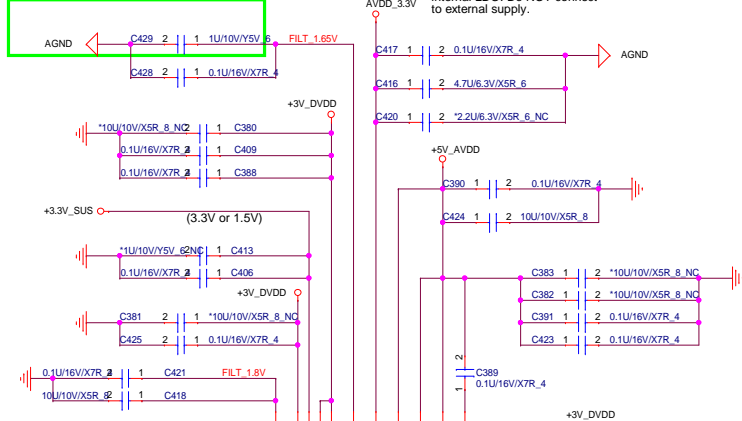 AVDD_3.3V
to external supply.
C429 2 1 1U/10V/Y5V_6 FILT_1.65V
AGND
C428 2 1 0.1U/16V/X7R_4
C417 1 2 0.1U/16V/X7R_4
AGND
C416 1 2 4.7U/6.3V/X5R_6
C420 1 2 *2.2U/6.3V/X5R_6_NC
+3V_DVDD
*10U/10V/X5R_8_NC 2 1 C380
0.1U/16V/X7R_4 2 1 C409
0.1U/16V/X7R_4 2 1 C388
+5V_AVDD
C390 1 2 0.1U/16V/X7R_4
C424 1 2 10U/10V/X5R_8
+3.3V_SUS
(3.3V or 1.5V)
*1U/10V/Y5V_6_NC 2 1 C413
0.1U/16V/X7R_4 2 1 C406
+3V_DVDD
C381 2 1 *10U/10V/X5R_8_NC
C425 2 1 0.1U/16V/X7R_4
C383 1 2 *10U/10V/X5R_8_NC
C382 1 2 *10U/10V/X5R_8_NC
C391 1 2 0.1U/16V/X7R_4
C423 1 2 0.1U/16V/X7R_4
0.1U/16V/X7R_4 2 1 C421 FILT_1.8V
10U/10V/X5R_8 2 1 C418
2
C389
1 0.1U/16V/X7R_4
+3V_DVDD